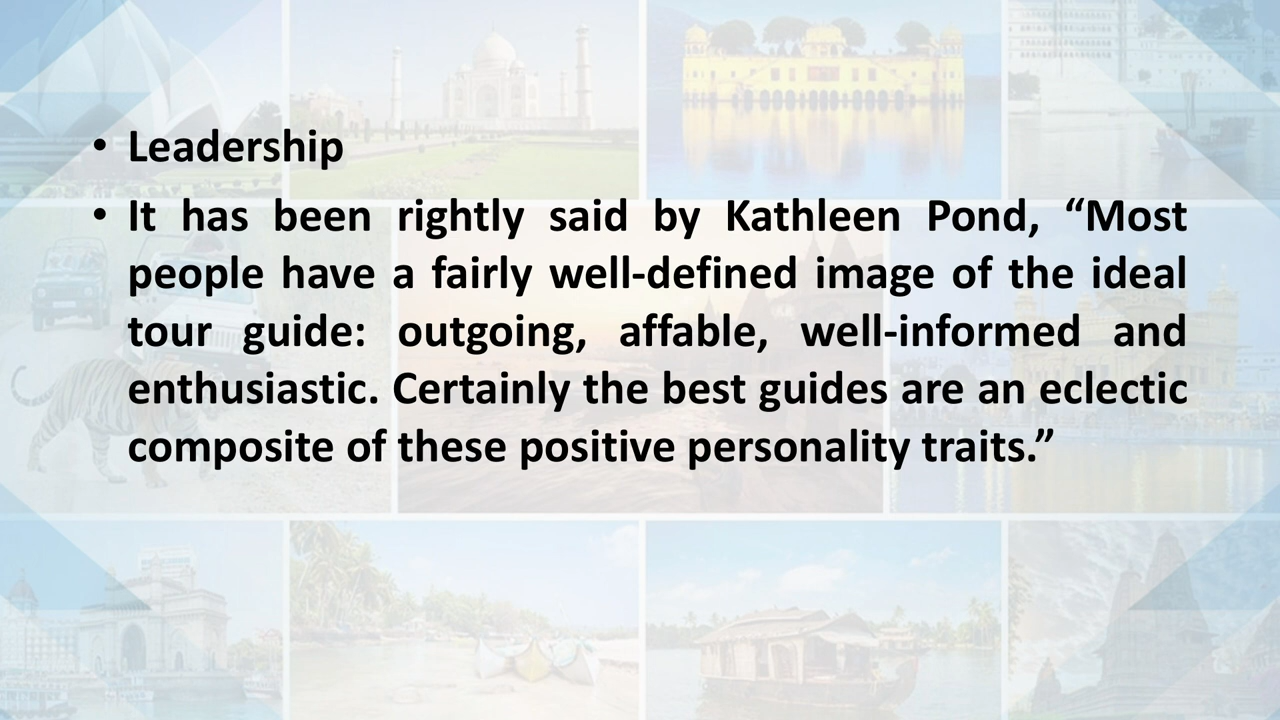 • Leadership
• It has been rightly said by Kathleen Pond, “Most
people have a fairly well-defined image of the ideal
tour guide: outgoing, affable, well-informed and
enthusiastic. Certainly the best guides are an eclectic
composite of these positive personality traits.”